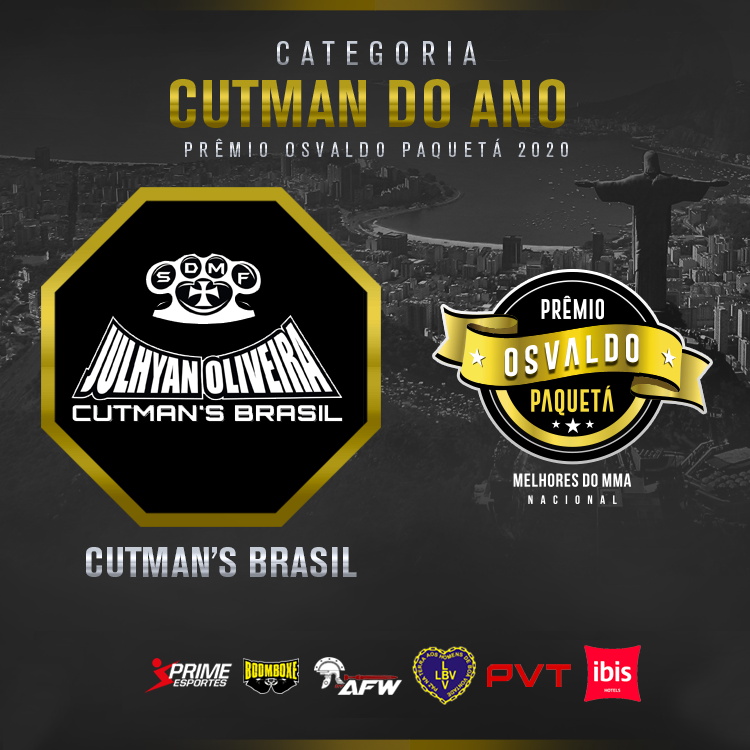 CATEGORIA
CUTMAN DO ANO
PRÊMIO OSVALDO PAQUETÁ 2020
SDMF
JULHYAN OLIVEIRA
CUTMAN'S BRASIL
CUTMAN'S BRASIL
PRÊMIO
OSVALDO
PAQUETÁ
MELHORES DO MMA
NACIONAL
PRIME
ESPORTES
BOOMBOXE
AFW
L
LBV
V
PVT
ibis
HOTELS